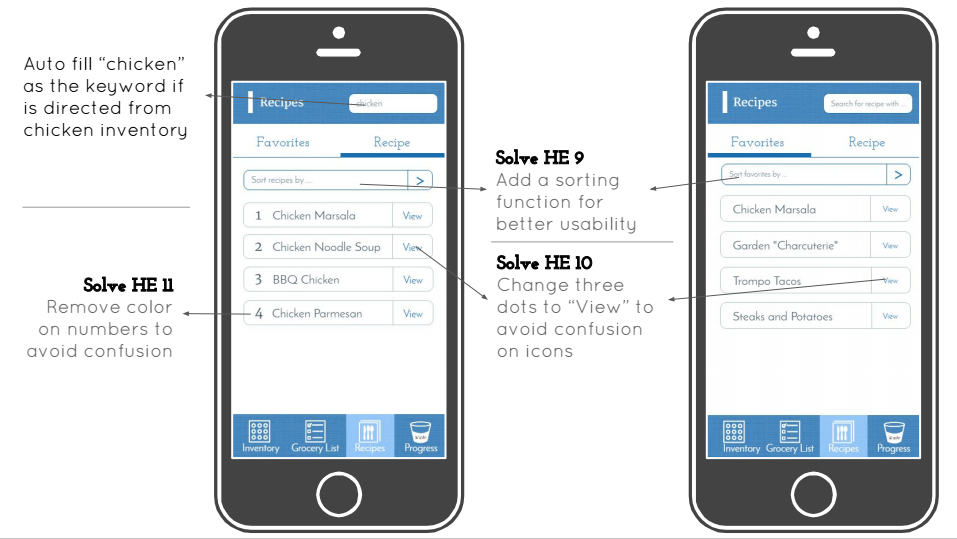 Auto fill “chicken”
as the keyword if
is directed from
chicken inventory
Solve HE 11
Remove color
on numbers to
avoid confusion
Recipes
chicken
Favorites Recipe
Sort recipes by ... >
1 Chicken Marsala View
2 Chicken Noodle Soup View
3 BBQ Chicken View
4 Chicken Parmesan View
Inventory Grocery List Recipes Progress
Solve HE 9
Add a sorting
function for
better usability
Solve HE 10
Change three
dots to “View” to
avoid confusion
on icons
Recipes
Search for recipe with ...
Favorites Recipe
Sort favorites by ... >
Chicken Marsala View
Garden "Charcuterie" View
Trompo Tacos View
Steaks and Potatoes View
Inventory Grocery List Recipes Progress